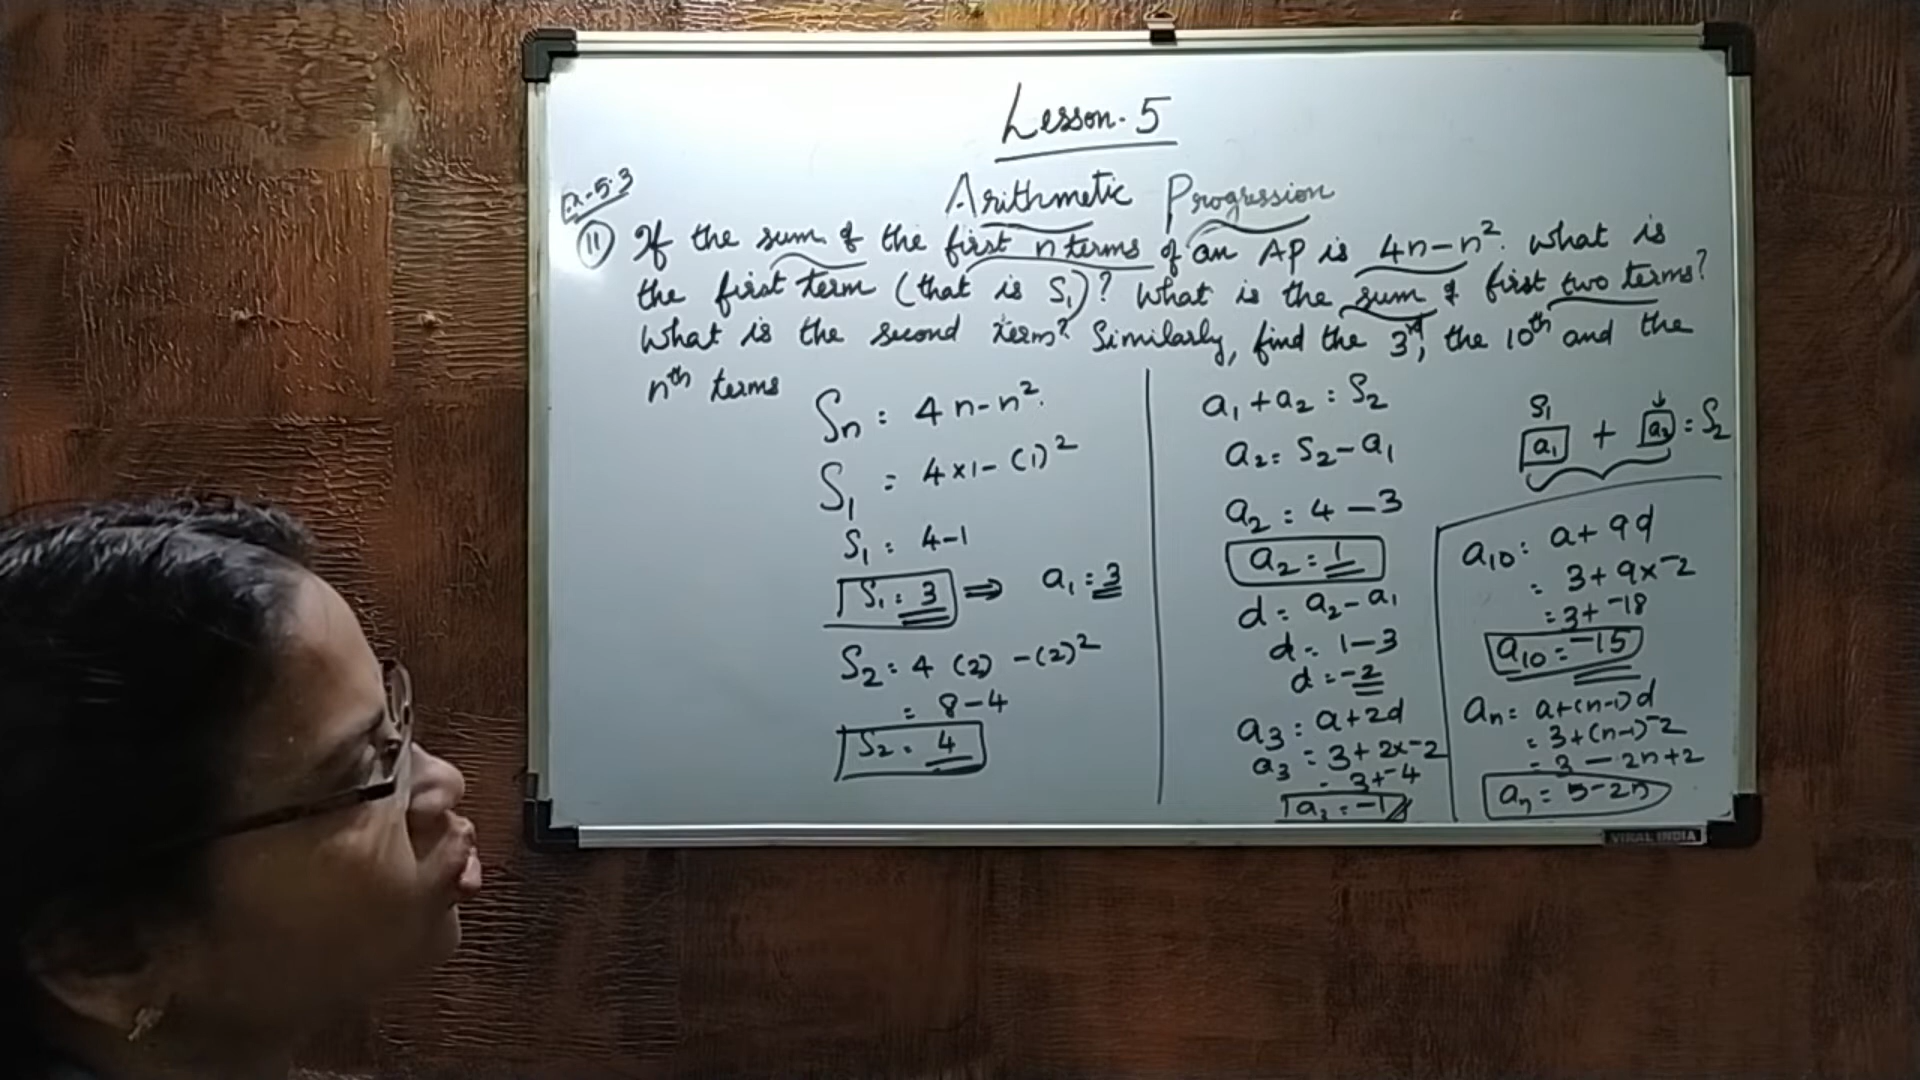 Lesson-5
Arithmetic Progression
Ex-5.3
(11) If the sum of the first n terms of an AP is 4n-n². What is
the first term (that is S₁)? What is the sum of first two terms?
What is the second term? Similarly, find the 3rd, the 10th and the
nth terms
Sn = 4n-n².
S₁ = 4×1-(1)²
S₁ = 4-1
S₁ = 3 ⇒ a₁ = 3
S₂ = 4 (2) -(2)²
= 8-4
S₂ = 4
a₁+a₂ = S₂
a₂ = S₂-a₁
a₂ = 4-3
a₂ = 1
d = a₂-a₁
d = 1-3
d = -2
a₃ = a+2d
a₃ = 3+2x-2
= 3+-4
a₃ = -1
S₁ ↓
a₁ + a₂ = S₂
a₁₀ = a+9d
= 3+9x-2
= 3+-18
a₁₀ = -15
an = a+(n-1)d
= 3+(n-1)-2
= 3-2n+2
an = 5-2n
VIRAL INDIA